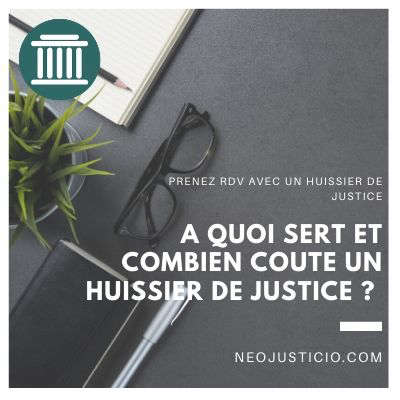 PRENEZ RDV AVEC UN HUISSIER DE
JUSTICE
A QUOI SERT ET
COMBIEN COUTE UN
HUISSIER DE JUSTICE ?
NEOJUSTICIO.COM